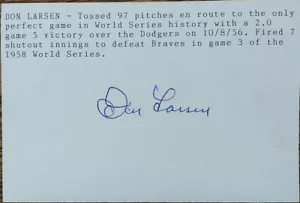 DON LARSEN - Tossed 97 pitches en route to the only
perfect game in World Series history with a 2.0
game 5 victory over the Dodgers on 10/8/56. Fired 7
shutout innings to defeat Braves in game 3 of the
1958 World Series.
Don Larsen